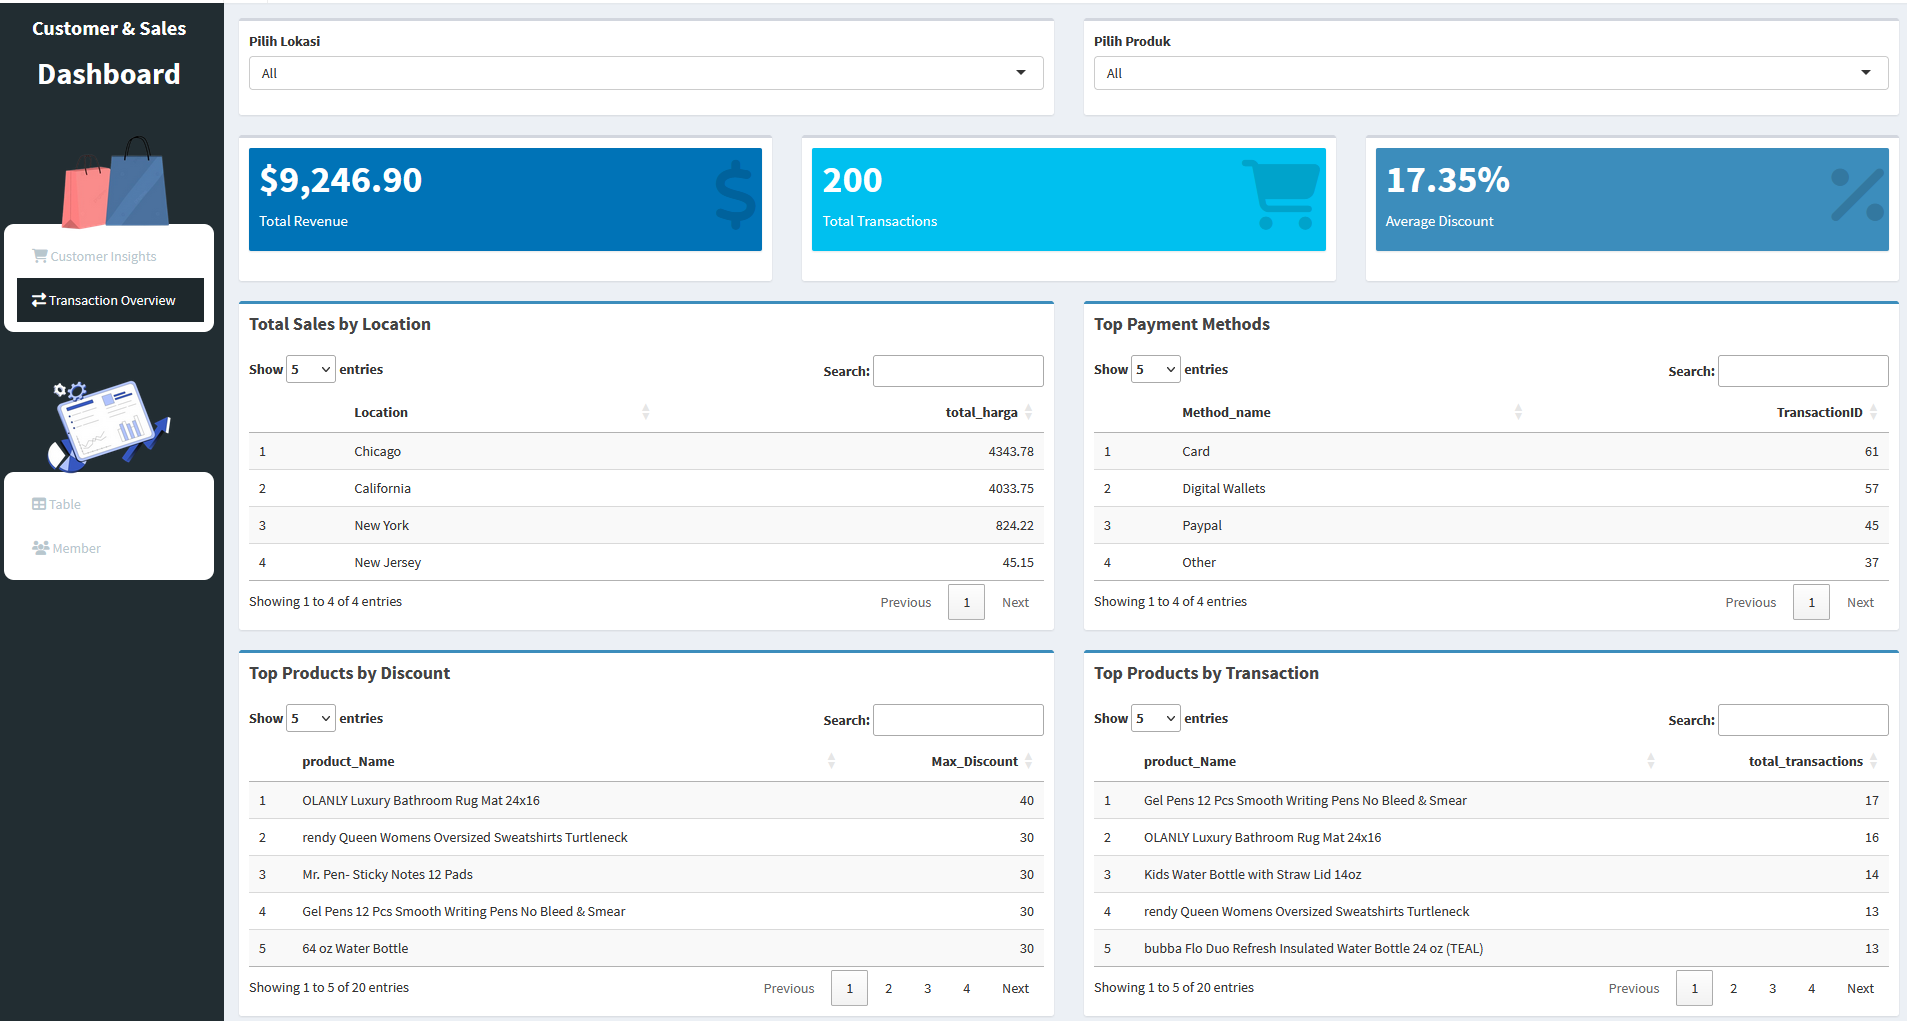 Customer & Sales
Dashboard
Customer Insights
Transaction Overview
Table
Member
Pilih Lokasi
All
Pilih Produk
All
$9,246.90
Total Revenue
200
Total Transactions
17.35%
Average Discount
Total Sales by Location
Show 5 entries
Search:
Location total_harga
1 Chicago 4343.78
2 California 4033.75
3 New York 824.22
4 New Jersey 45.15
Showing 1 to 4 of 4 entries
Previous 1 Next
Top Payment Methods
Show 5 entries
Search:
Method_name TransactionID
1 Card 61
2 Digital Wallets 57
3 Paypal 45
4 Other 37
Showing 1 to 4 of 4 entries
Previous 1 Next
Top Products by Discount
Show 5 entries
Search:
product_Name Max_Discount
1 OLANLY Luxury Bathroom Rug Mat 24x16 40
2 rendy Queen Womens Oversized Sweatshirts Turtleneck 30
3 Mr. Pen- Sticky Notes 12 Pads 30
4 Gel Pens 12 Pcs Smooth Writing Pens No Bleed & Smear 30
5 64 oz Water Bottle 30
Showing 1 to 5 of 20 entries
Previous 1 2 3 4 Next
Top Products by Transaction
Show 5 entries
Search:
product_Name total_transactions
1 Gel Pens 12 Pcs Smooth Writing Pens No Bleed & Smear 17
2 OLANLY Luxury Bathroom Rug Mat 24x16 16
3 Kids Water Bottle with Straw Lid 14oz 14
4 rendy Queen Womens Oversized Sweatshirts Turtleneck 13
5 bubba Flo Duo Refresh Insulated Water Bottle 24 oz (TEAL) 13
Showing 1 to 5 of 20 entries
Previous 1 2 3 4 Next